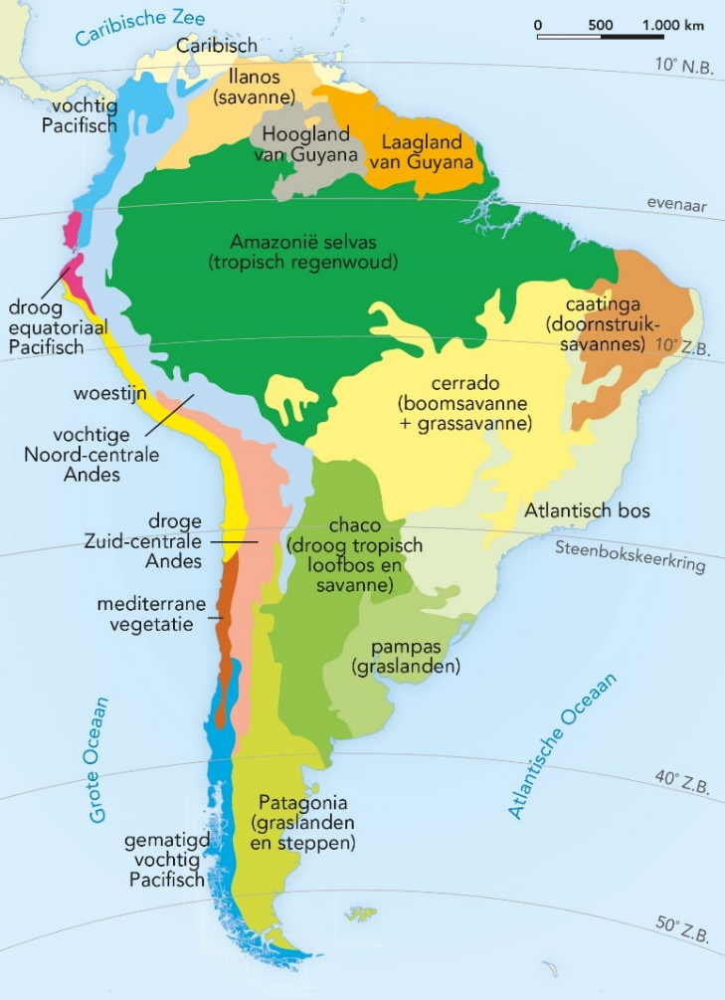 Caribische Zee
0 500 1.000 km
Caribisch
10° N.B.
llanos
(savanne)
vochtig
Pacifisch
Hoogland
van Guyana
Laagland
van Guyana
evenaar
Amazonië selvas
(tropisch regenwoud)
droog
equatoriaal
Pacifisch
caatinga
(doornstruik-
savannes)
10° Z.B.
woestijn
cerrado
(boomsavanne
+ grassavanne)
vochtige
Noord-centrale
Andes
Atlantisch bos
droge
Zuid-centrale
Andes
chaco
(droog tropisch
loofbos en
savanne)
Steenbokskeerkring
mediterrane
vegetatie
pampas
(graslanden)
Grote Oceaan
Atlantische Oceaan
40° Z.B.
Patagonia
(graslanden
en steppen)
gematigd
vochtig
Pacifisch
50° Z.B.